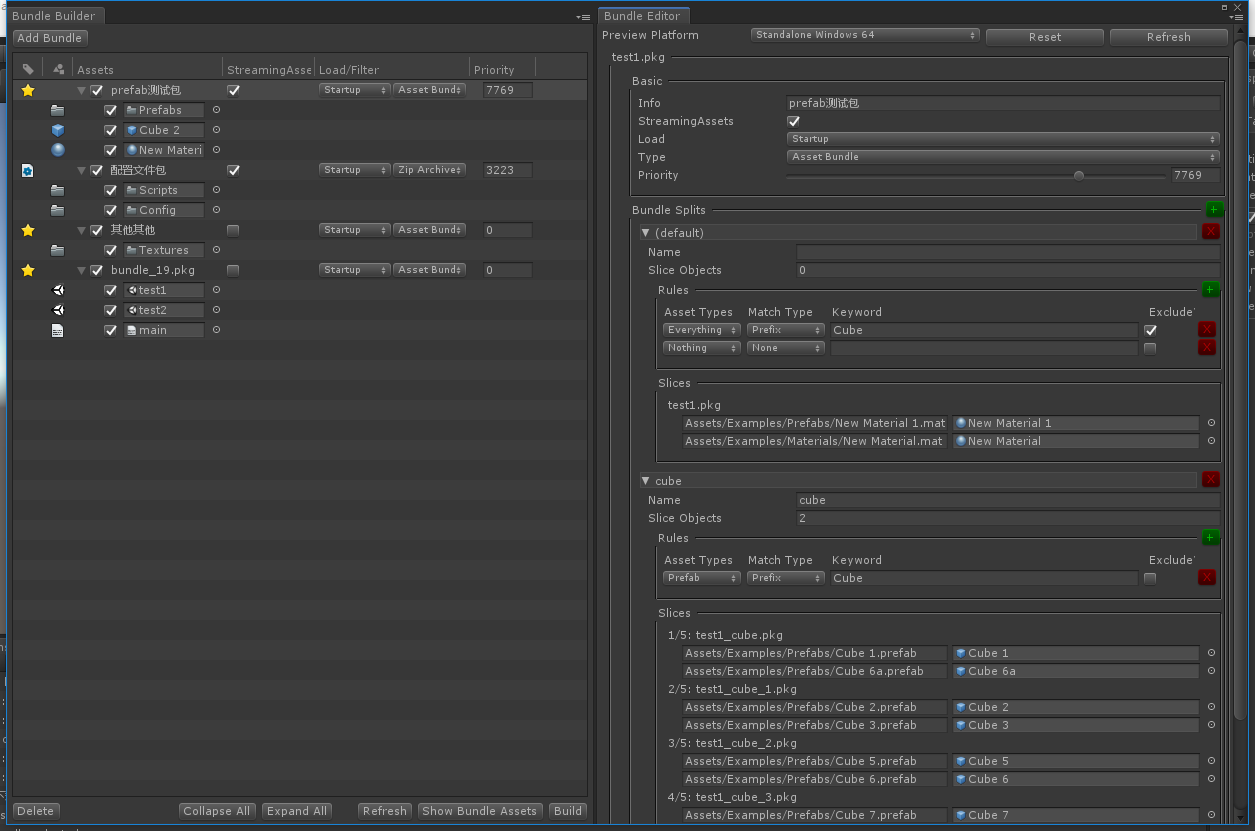 Bundle Builder
Add Bundle
Assets StreamingAsse Load/Filter Priority
prefab测试包 Startup Asset Bund 7769
Prefabs
Cube 2
New Materi
配置文件包 Startup Zip Archive 3223
Scripts
Config
其他其他 Startup Asset Bund 0
Textures
bundle_19.pkg Startup Asset Bund 0
test1
test2
main
Delete Collapse All Expand All Refresh Show Bundle Assets Build
Bundle Editor
Preview Platform Standalone Windows 64 Reset Refresh
test1.pkg
Basic
Info prefab测试包
StreamingAssets
Load Startup
Type Asset Bundle
Priority 7769
Bundle Splits +
(default) X
Name
Slice Objects 0
Rules +
Asset Types Match Type Keyword Exclude
Everything Prefix Cube X
Nothing None X
Slices
test1.pkg
Assets/Examples/Prefabs/New Material 1.mat New Material 1
Assets/Examples/Materials/New Material.mat New Material
cube X
Name cube
Slice Objects 2
Rules +
Asset Types Match Type Keyword Exclude
Prefab Prefix Cube X
Slices
1/5: test1_cube.pkg
Assets/Examples/Prefabs/Cube 1.prefab Cube 1
Assets/Examples/Prefabs/Cube 6a.prefab Cube 6a
2/5: test1_cube_1.pkg
Assets/Examples/Prefabs/Cube 2.prefab Cube 2
Assets/Examples/Prefabs/Cube 3.prefab Cube 3
3/5: test1_cube_2.pkg
Assets/Examples/Prefabs/Cube 5.prefab Cube 5
Assets/Examples/Prefabs/Cube 6.prefab Cube 6
4/5: test1_cube_3.pkg
Assets/Examples/Prefabs/Cube 7.prefab Cube 7